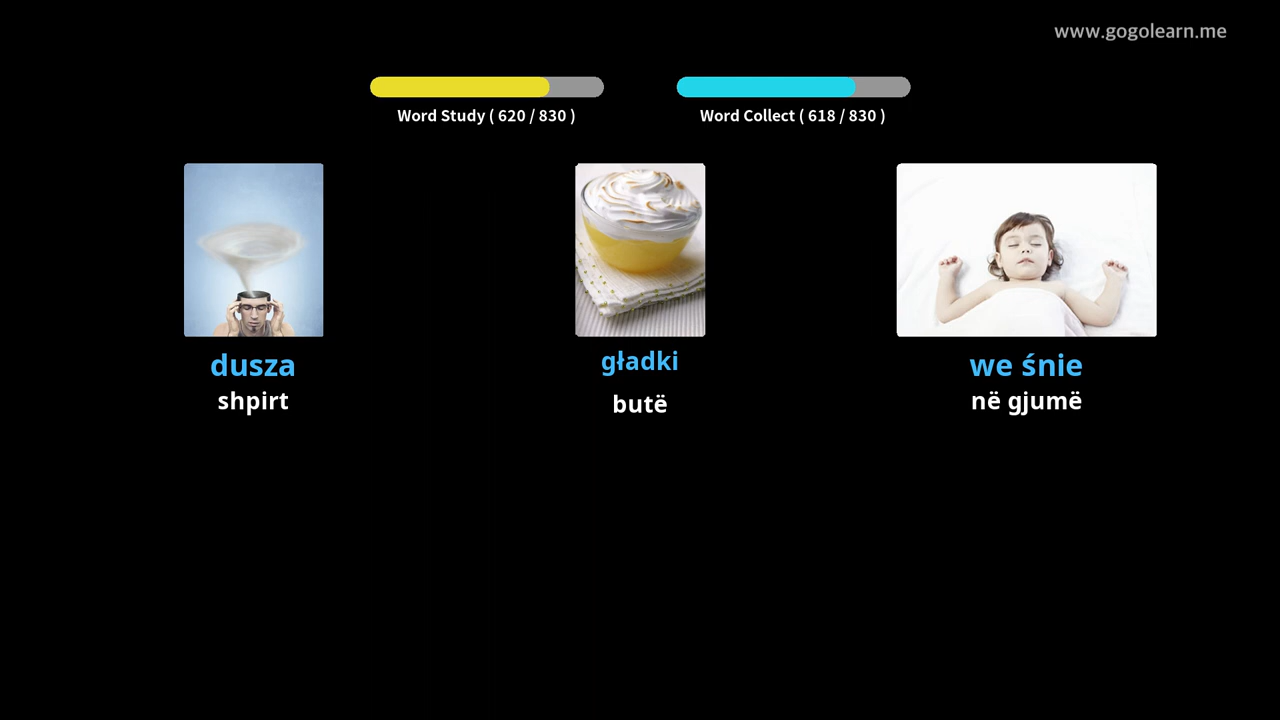 www.gogolearn.me
Word Study ( 620 / 830 )
Word Collect ( 618 / 830 )
dusza
shpirt
gładki
butë
we śnie
në gjumë